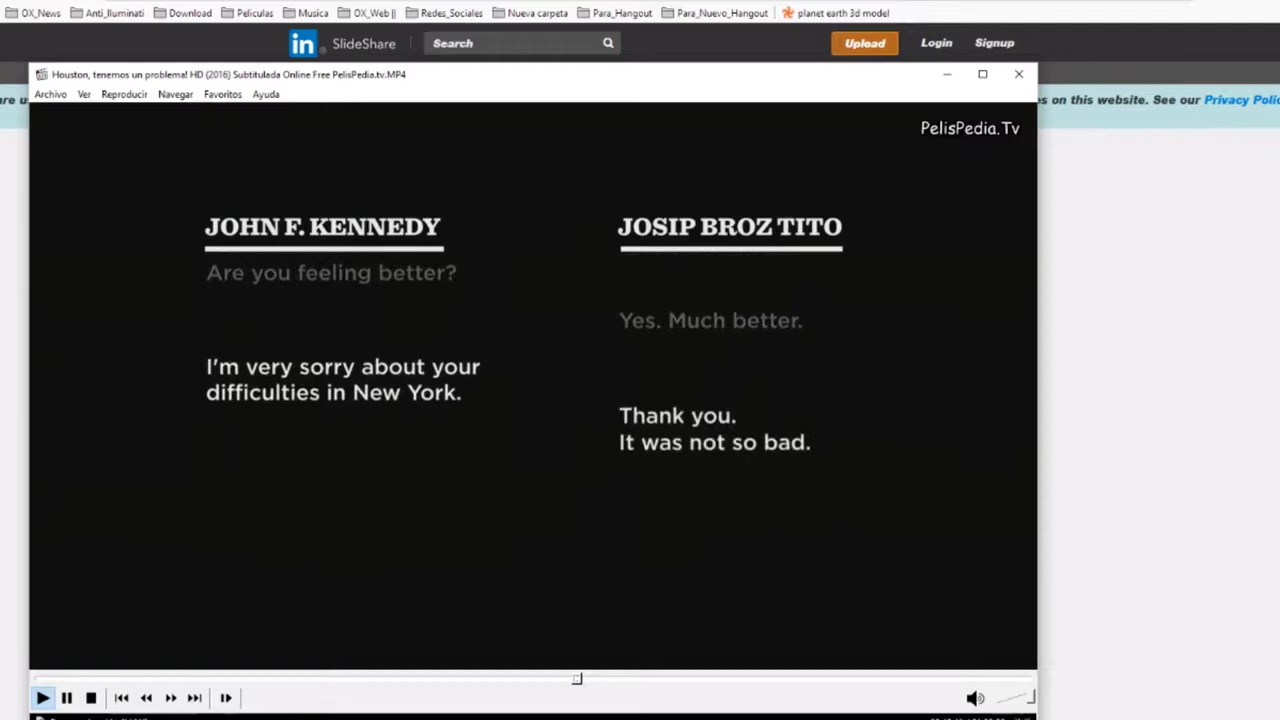 OX_News Anti_Iluminati Download Peliculas Musica OX_Web || Redes_Sociales Nueva carpeta Para_Hangout Para_Nuevo_Hangout planet earth 3d model
in SlideShare Search Upload Login Signup
Houston, tenemos un problema! HD (2016) Subtitulada Online Free PelisPedia.tv.MP4
Archivo Ver Reproducir Navegar Favoritos Ayuda
on this website. See our Privacy
PelisPedia.Tv
JOHN F. KENNEDY
JOSIP BROZ TITO
Are you feeling better?
Yes. Much better.
I'm very sorry about your
difficulties in New York.
Thank you.
It was not so bad.